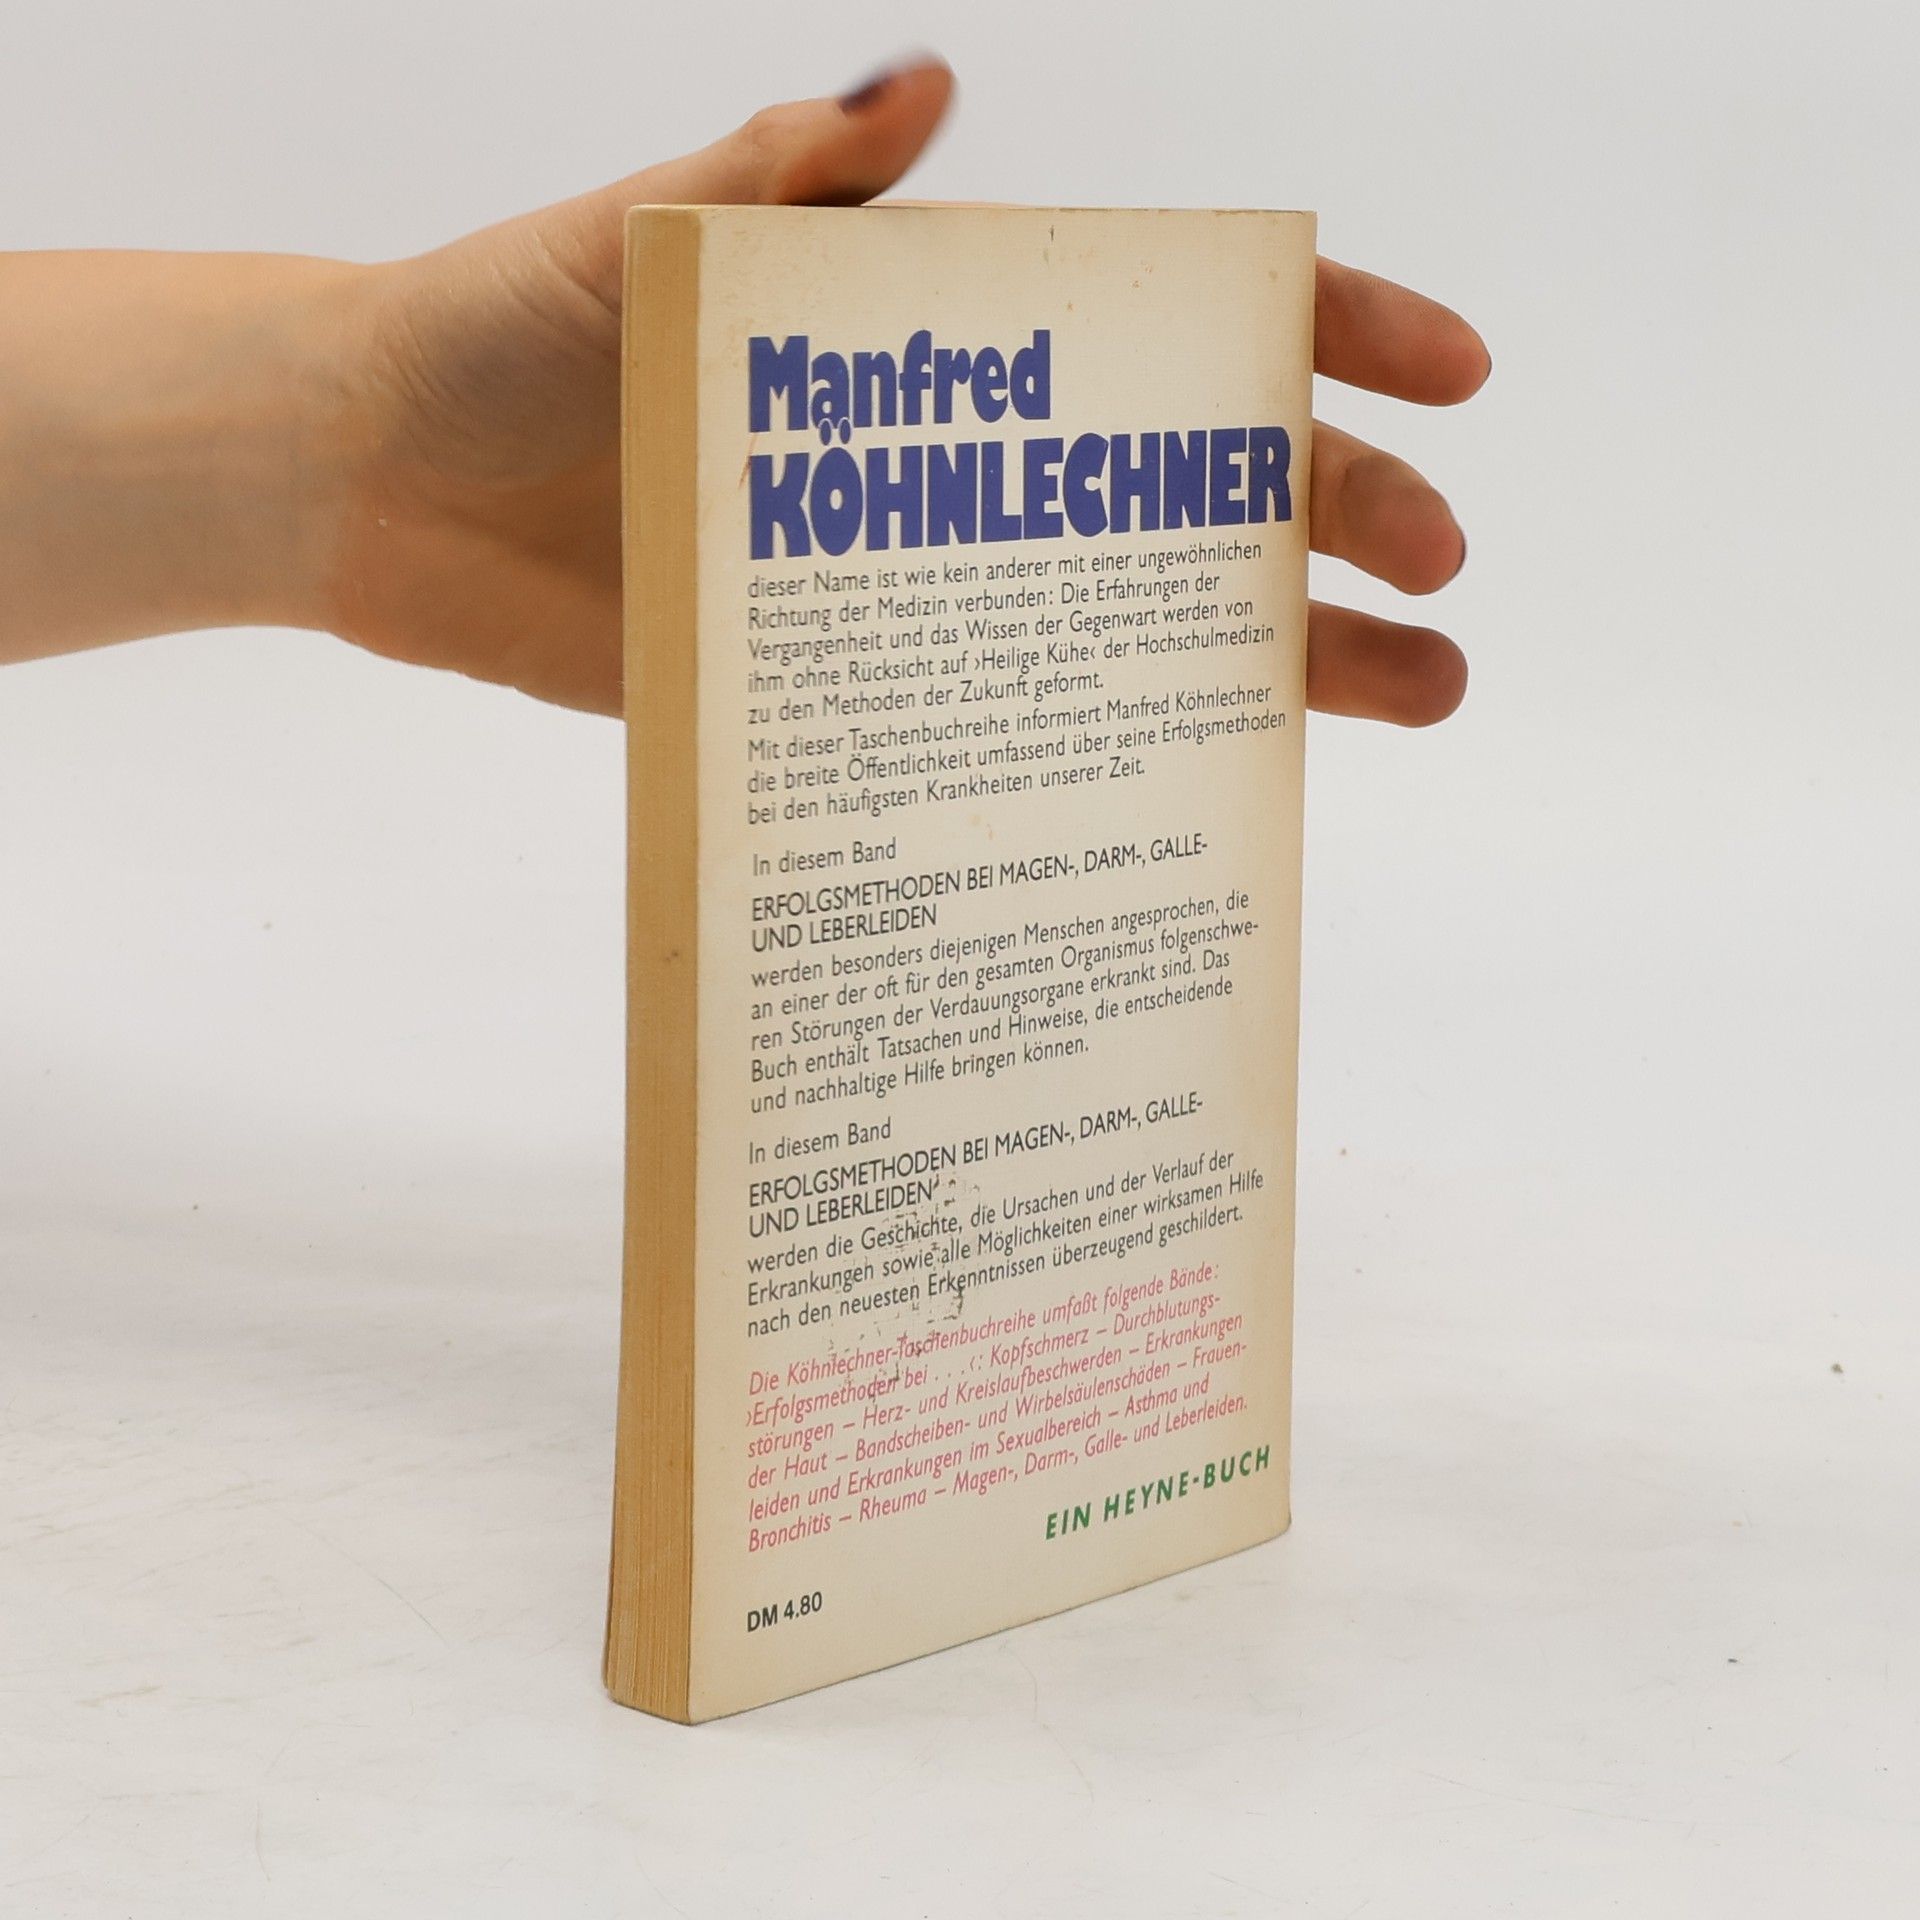 Manfred
KÖHNLECHNER
dieser Name ist wie kein anderer mit einer ungewöhnlichen
Richtung der Medizin verbunden: Die Erfahrungen der
Vergangenheit und das Wissen der Gegenwart werden von
ihm ohne Rücksicht auf ›Heilige Kühe‹ der Hochschulmedizin
zu den Methoden der Zukunft geformt.
Mit dieser Taschenbuchreihe informiert Manfred Köhnlechner
die breite Öffentlichkeit umfassend über seine Erfolgsmethoden
bei den häufigsten Krankheiten unserer Zeit.
In diesem Band
ERFOLGSMETHODEN BEI MAGEN-, DARM-, GALLE-
UND LEBERLEIDEN
werden besonders diejenigen Menschen angesprochen, die
an einer der oft für den gesamten Organismus folgenschwe-
ren Störungen der Verdauungsorgane erkrankt sind. Das
Buch enthält Tatsachen und Hinweise, die entscheidende
und nachhaltige Hilfe bringen können.
In diesem Band
ERFOLGSMETHODEN BEI MAGEN-, DARM-, GALLE-
UND LEBERLEIDEN
werden die Geschichte, die Ursachen und der Verlauf der
Erkrankungen sowie alle Möglichkeiten einer wirksamen Hilfe
nach den neuesten Erkenntnissen überzeugend geschildert.
Die Köhnlechner-Taschenbuchreihe umfaßt folgende Bände:
›Erfolgsmethoden bei . . .‹: Kopfschmerz – Durchblutungs-
störungen – Herz- und Kreislaufbeschwerden – Erkrankungen
der Haut – Bandscheiben- und Wirbelsäulenschäden – Frauen-
leiden und Erkrankungen im Sexualbereich – Asthma und
Bronchitis – Rheuma – Magen-, Darm-, Galle- und Leberleiden.
EIN HEYNE-BUCH
DM 4.80